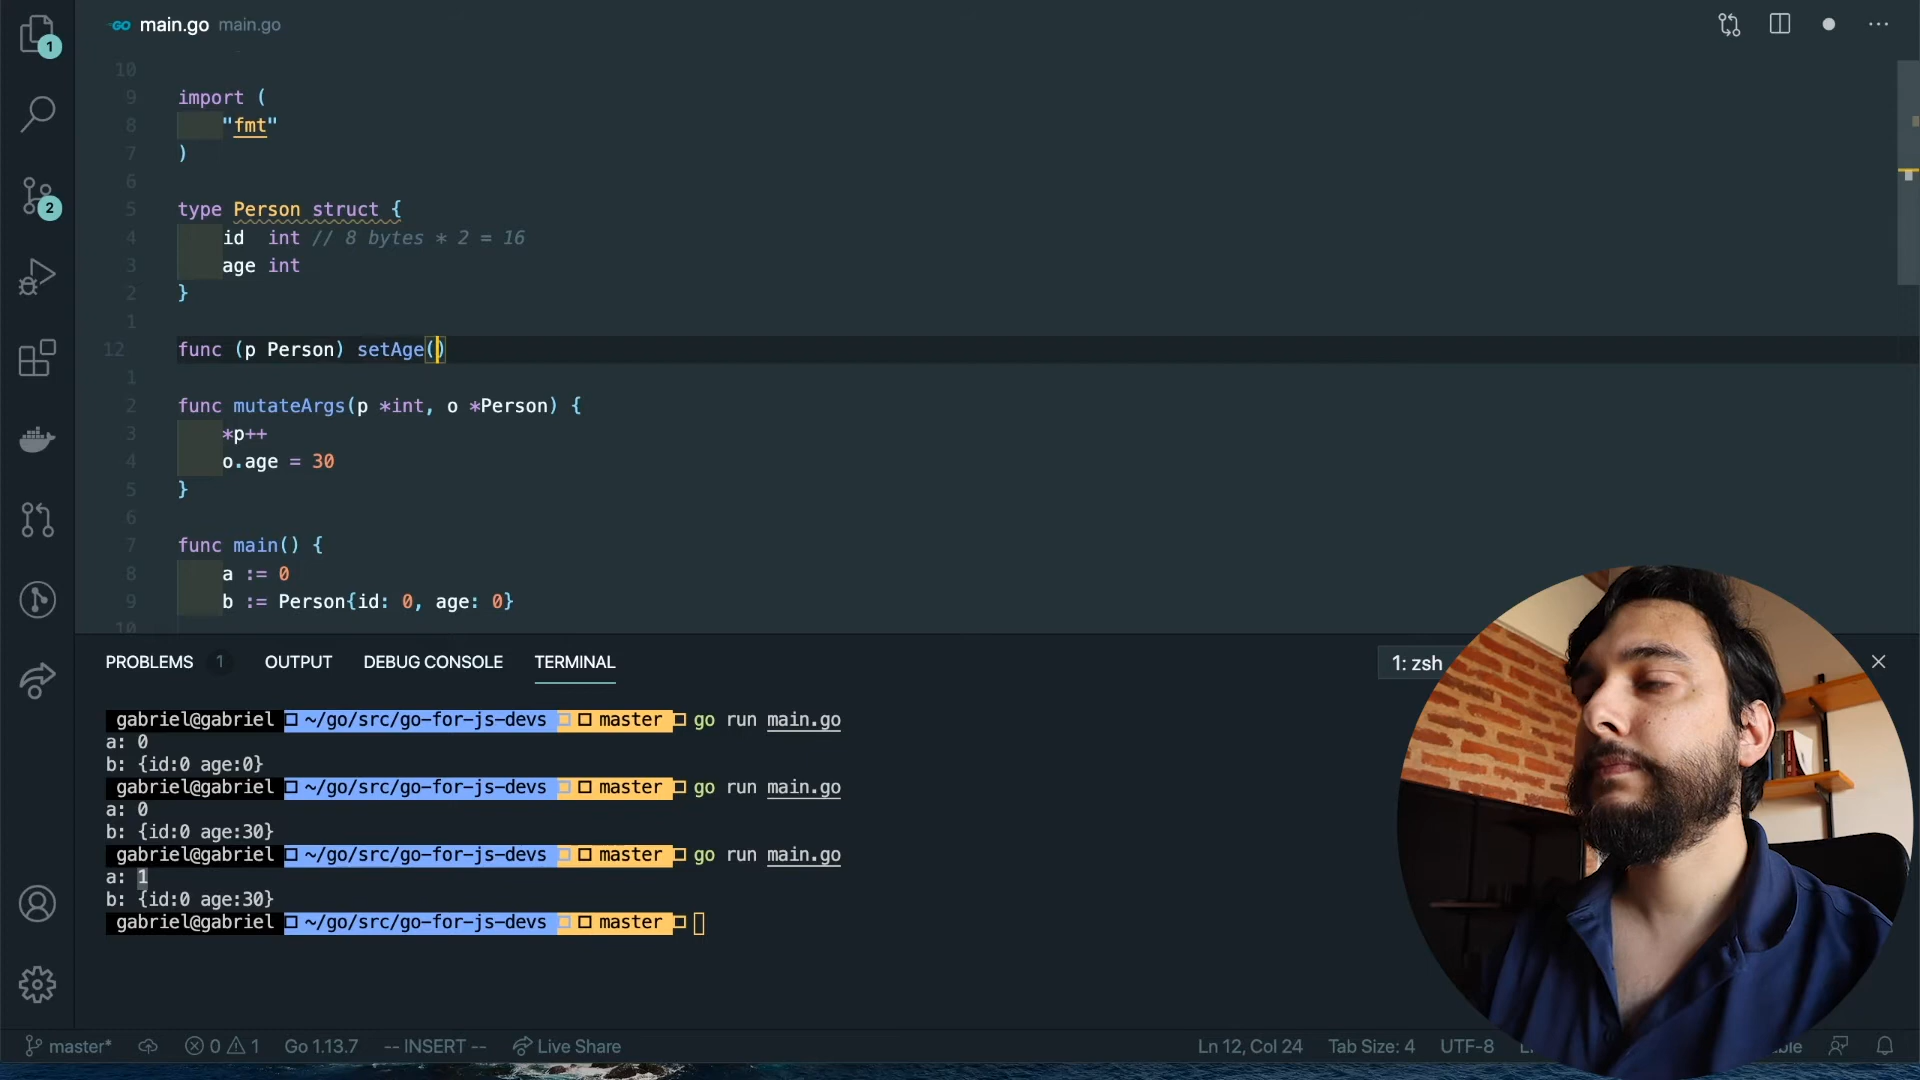 GO main.go main.go
1
10
9 import (
8 "fmt"
7 )
6
5 type Person struct {
4 id int // 8 bytes * 2 = 16
3 age int
2 }
1
12 func (p Person) setAge()
1
2 func mutateArgs(p *int, o *Person) {
3 *p++
4 o.age = 30
5 }
6
7 func main() {
8 a := 0
9 b := Person{id: 0, age: 0}
10
2
PROBLEMS 1 OUTPUT DEBUG CONSOLE TERMINAL 1: zsh
gabriel@gabriel ~/go/src/go-for-js-devs master go run main.go
a: 0
b: {id:0 age:0}
gabriel@gabriel ~/go/src/go-for-js-devs master go run main.go
a: 0
b: {id:0 age:30}
gabriel@gabriel ~/go/src/go-for-js-devs master go run main.go
a: 1
b: {id:0 age:30}
gabriel@gabriel ~/go/src/go-for-js-devs master
master* 0 1 Go 1.13.7 -- INSERT -- Live Share Ln 12, Col 24 Tab Size: 4 UTF-8